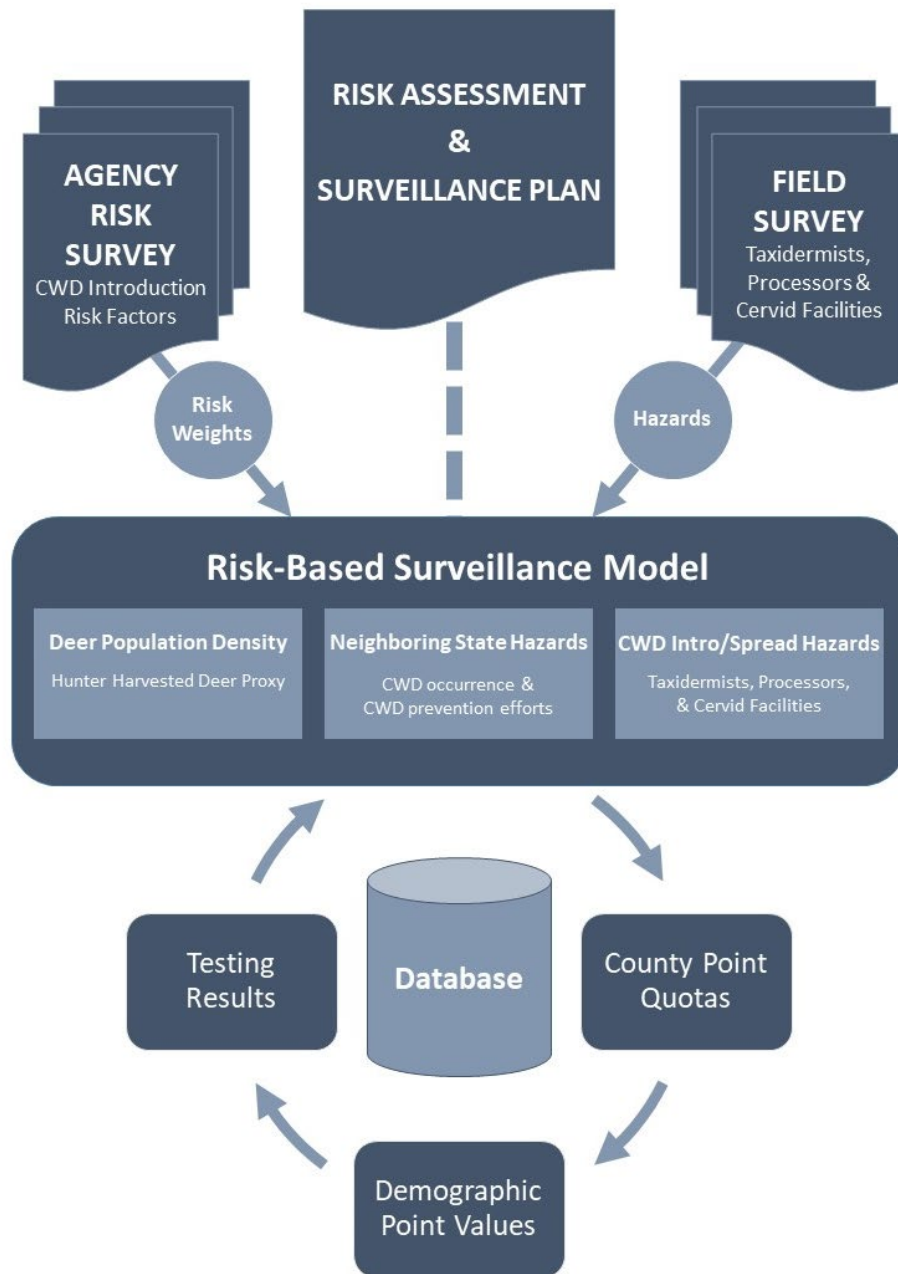 RISK ASSESSMENT
&
SURVEILLANCE PLAN
AGENCY
RISK
SURVEY
CWD Introduction
Risk Factors
FIELD
SURVEY
Taxidermists,
Processors &
Cervid Facilities
Risk
Weights
Hazards
Risk-Based Surveillance Model
Deer Population Density
Hunter Harvested Deer Proxy
Neighboring State Hazards
CWD occurrence &
CWD prevention efforts
CWD Intro/Spread Hazards
Taxidermists, Processors,
& Cervid Facilities
Testing
Results
Database
County Point
Quotas
Demographic
Point Values